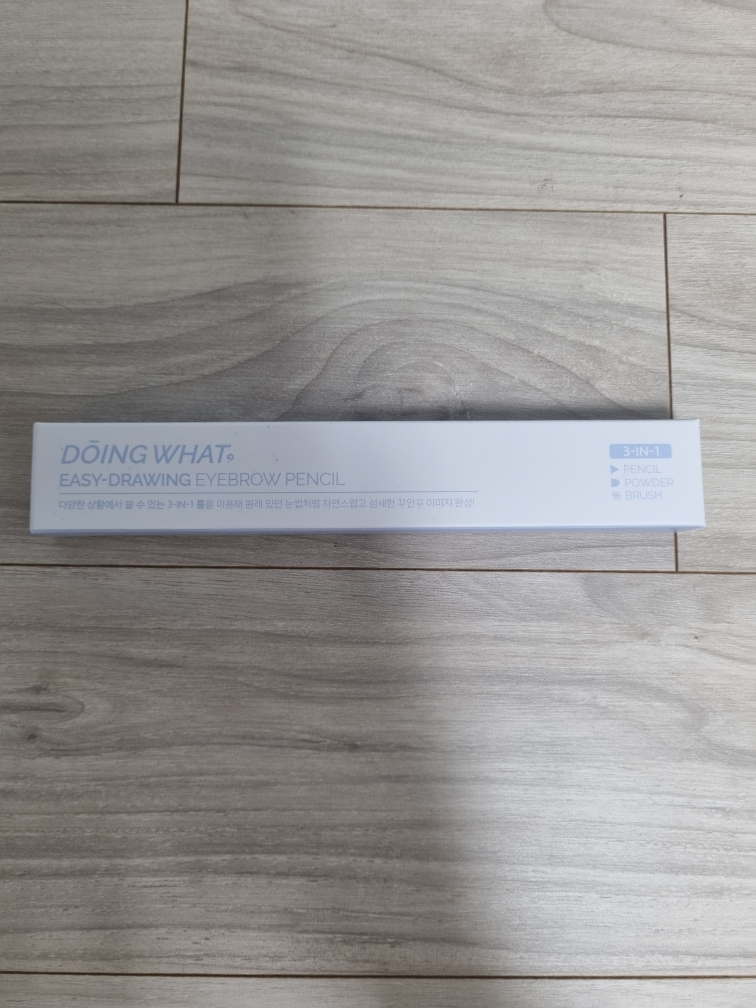 DŌING WHAT
EASY-DRAWING EYEBROW PENCIL
다양한 상황에서 쓸 수 있는 3-IN-1 툴을 이용해 원래 있던 눈썹처럼 자연스럽고 섬세한 꾸안꾸 이미지 완성!
3-IN-1
PENCIL
POWDER
BRUSH